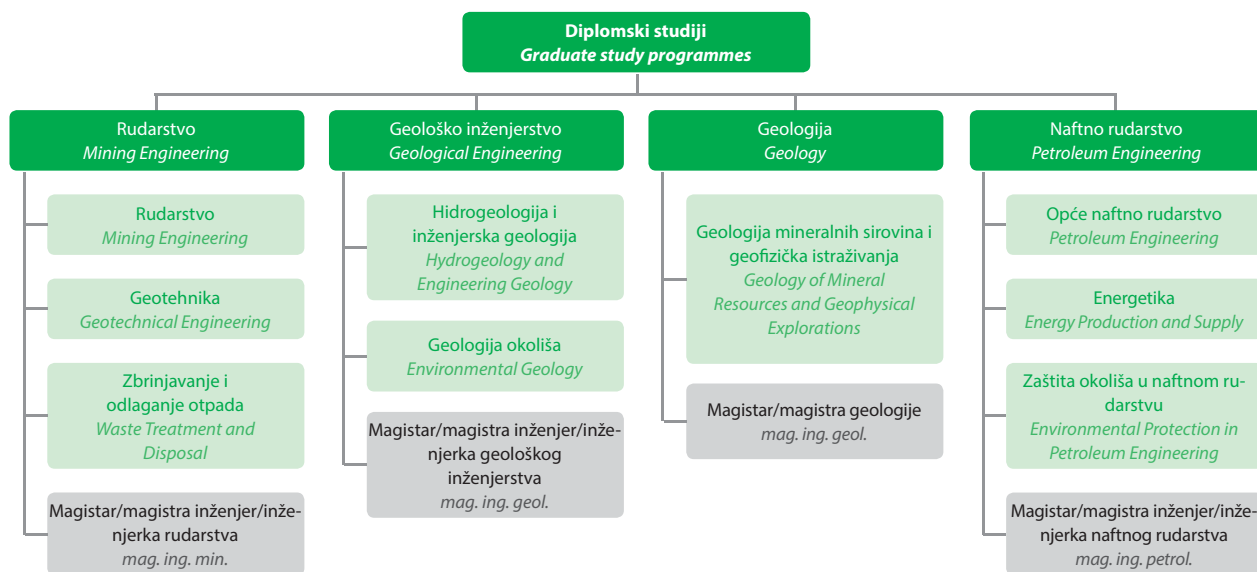 Diplomski studiji
Graduate study programmes
Rudarstvo
Mining Engineering
Rudarstvo
Mining Engineering
Geotehnika
Geotechnical Engineering
Zbrinjavanje i
odlaganje otpada
Waste Treatment and
Disposal
Magistar/magistra inženjer/inže-
njerka rudarstva
mag. ing. min.
Geološko inženjerstvo
Geological Engineering
Hidrogeologija i
inženjerska geologija
Hydrogeology and
Engineering Geology
Geologija okoliša
Environmental Geology
Magistar/magistra inženjer/inže-
njerka geološkog
inženjerstva
mag. ing. geol.
Geologija
Geology
Geologija mineralnih sirovina i
geofizička istraživanja
Geology of Mineral
Resources and Geophysical
Explorations
Magistar/magistra geologije
mag. ing. geol.
Naftno rudarstvo
Petroleum Engineering
Opće naftno rudarstvo
Petroleum Engineering
Energetika
Energy Production and Supply
Zaštita okoliša u naftnom ru-
darstvu
Environmental Protection in
Petroleum Engineering
Magistar/magistra inženjer/inže-
njerka naftnog rudarstva
mag. ing. petrol.